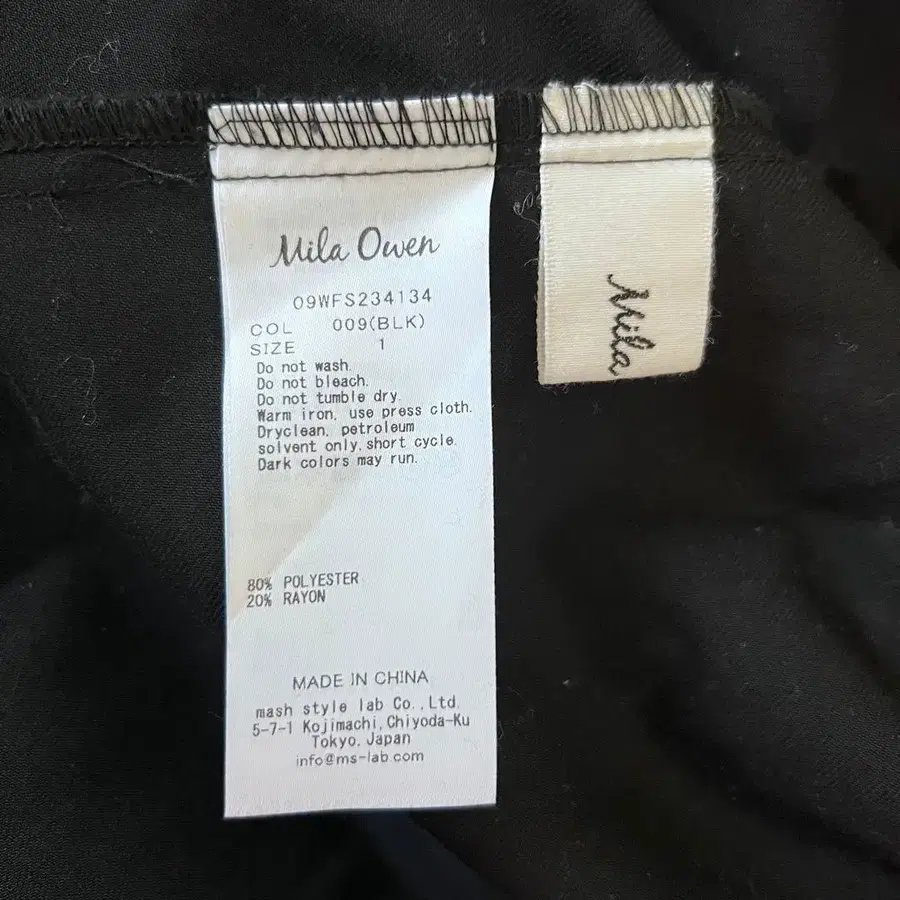 Mila Owen
09WFS234134
COL 009(BLK)
SIZE 1
Do not wash.
Do not bleach.
Do not tumble dry.
Warm iron, use press cloth.
Dryclean, petroleum
solvent only, short cycle.
Dark colors may run.
80% POLYESTER
20% RAYON
MADE IN CHINA
mash style lab Co., Ltd.
5-7-1 Kojimachi, Chiyoda-Ku
Tokyo, Japan
info@ms-lab.com
Mila